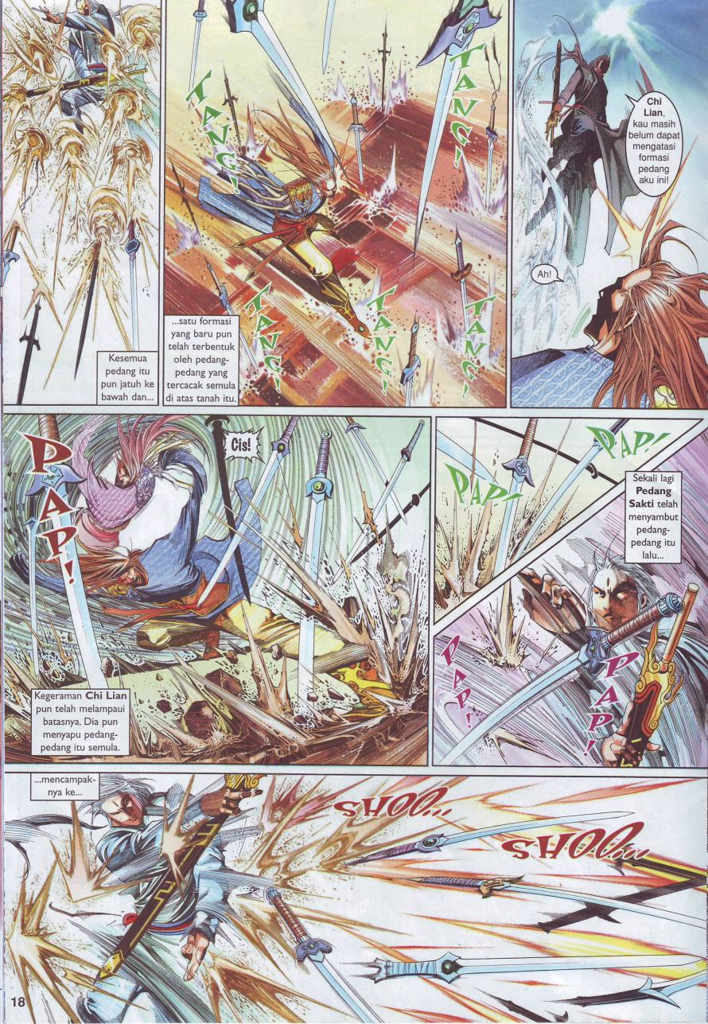 Kesemua
pedang itu
pun jatuh ke
bawah dan...
TANG!
TANG!
TANG!
TANG!
TANG!
TANG!
...satu formasi
yang baru pun
telah terbentuk
oleh pedang-
pedang yang
tercacak semula
di atas tanah itu.
Chi
Lian,
kau masih
belum dapat
mengatasi
formasi
pedang
aku ini!
Ah!
PAP!
Cis!
Kegeraman Chi Lian
pun telah melampaui
batasnya. Dia pun
menyapu pedang-
pedang itu semula.
PAP!
PAP!
Sekali lagi
Pedang
Sakti telah
menyambut
pedang-
pedang itu
lalu...
PAP!
PAP!
...mencampak-
nya ke...
SHOO...
SHOO...
18